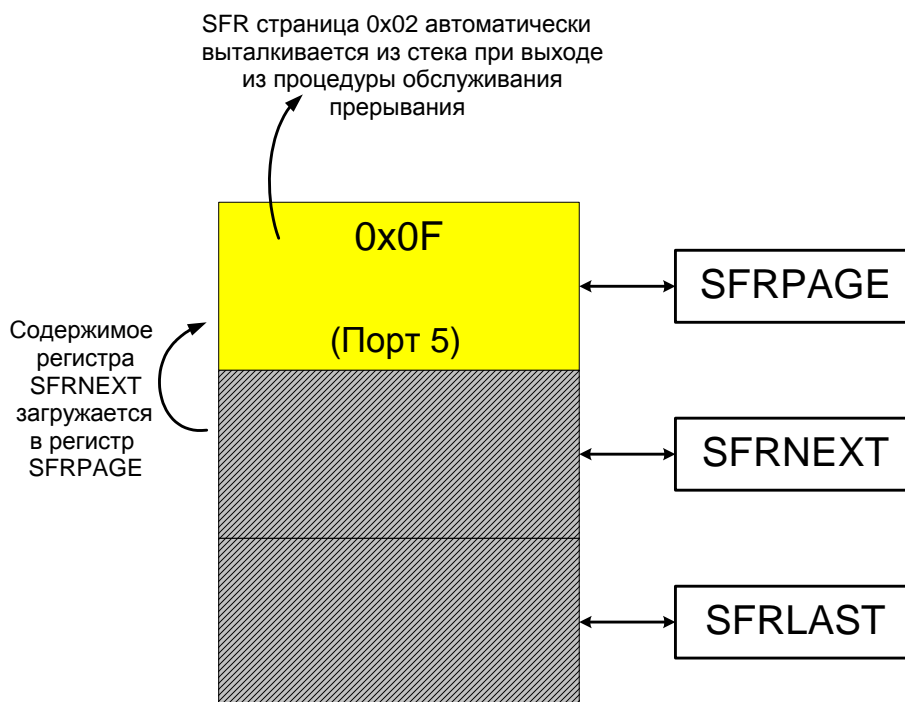 SFR страница 0x02 автоматически
выталкивается из стека при выходе
из процедуры обслуживания
прерывания
0x0F
(Порт 5)
SFRPAGE
Содержимое
регистра
SFRNEXT
загружается
в регистр
SFRPAGE
SFRNEXT
SFRLAST